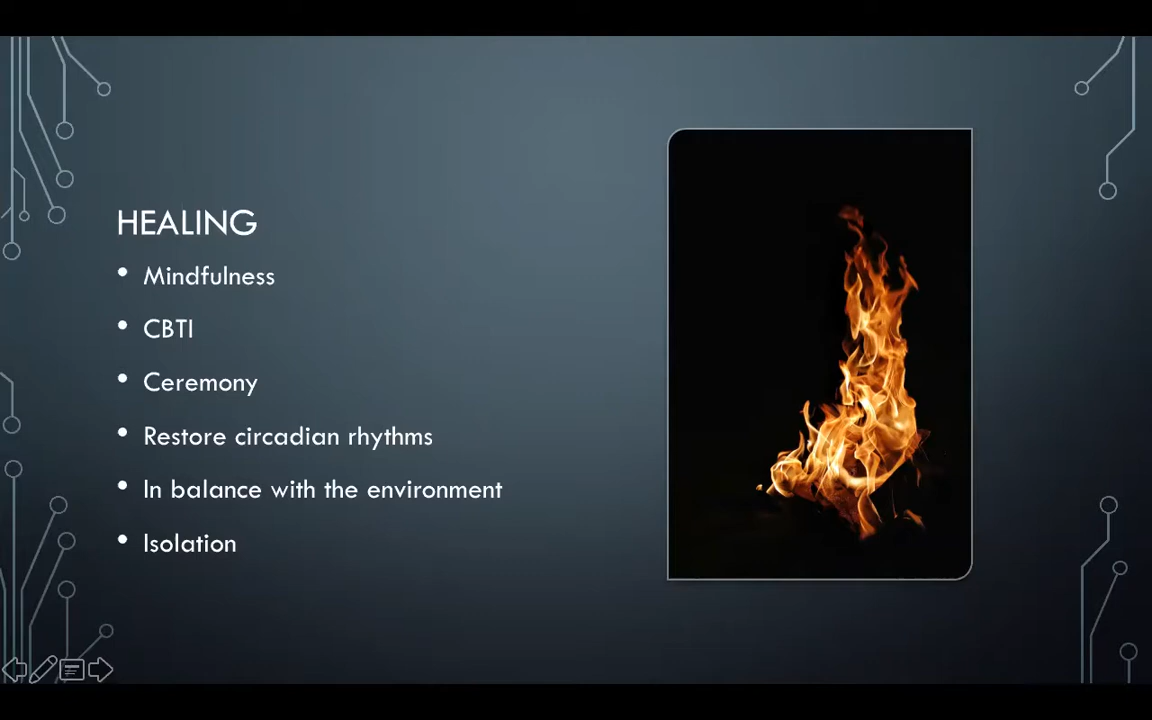 HEALING
• Mindfulness
• CBTI
• Ceremony
• Restore circadian rhythms
• In balance with the environment
• Isolation